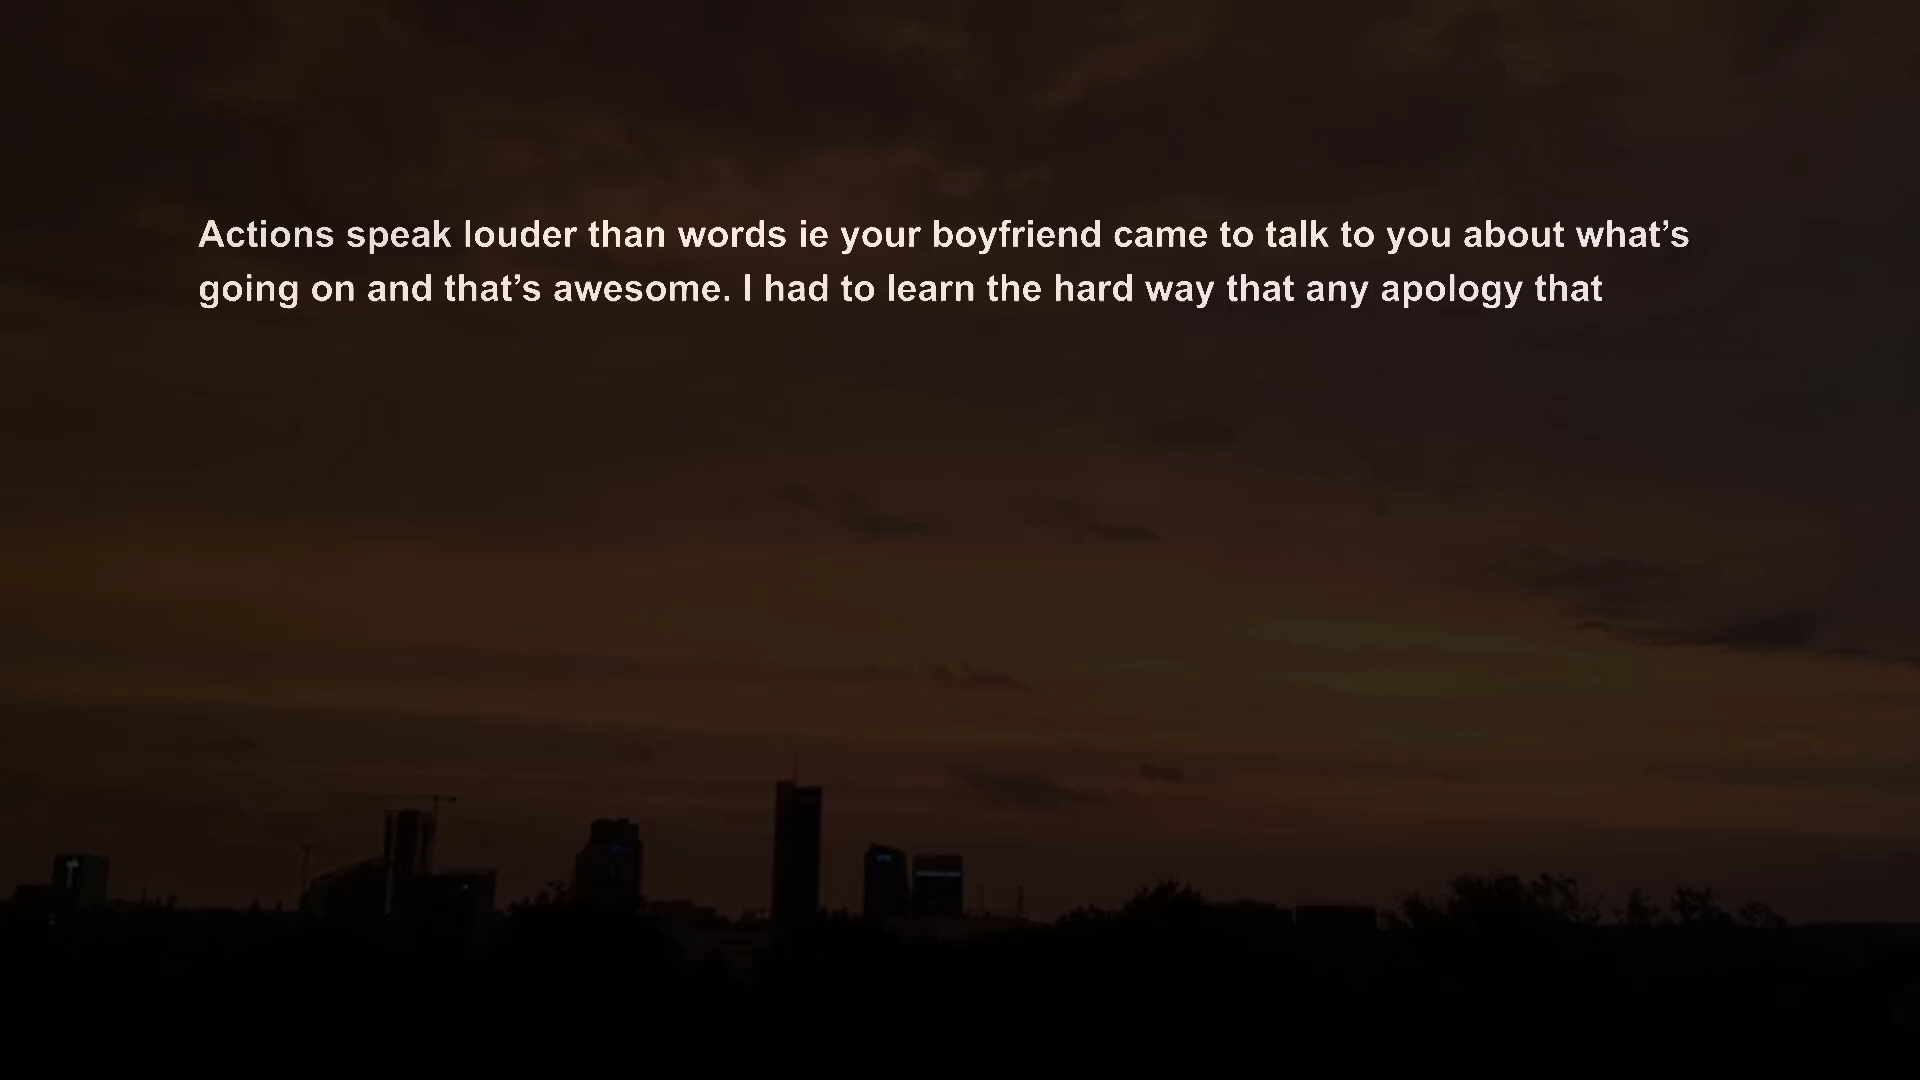 Actions speak louder than words ie your boyfriend came to talk to you about what’s
going on and that’s awesome. I had to learn the hard way that any apology that